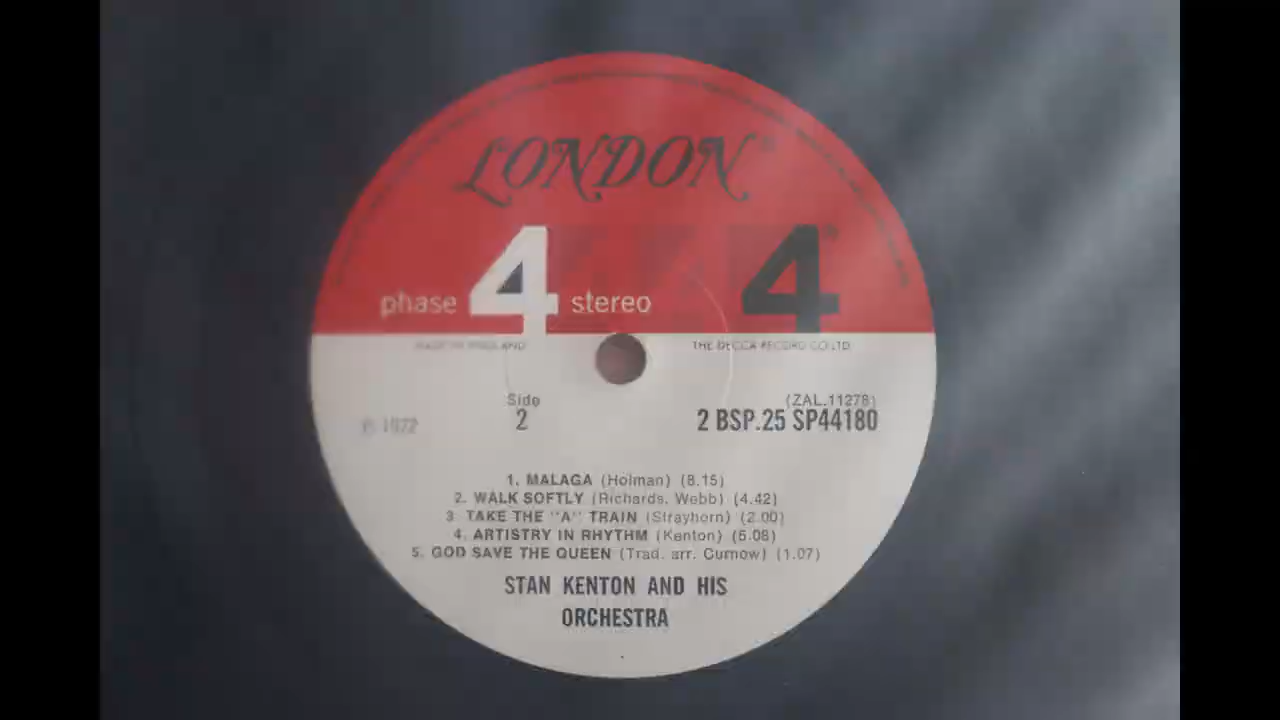 LONDON®
phase 4 stereo 4
MADE IN ENGLAND THE DECCA RECORD CO LTD
Side (ZAL.11278)
℗ 1972 2 2 BSP.25 SP44180
1. MALAGA (Holman) (8.15)
2. WALK SOFTLY (Richards, Webb) (4.42)
3. TAKE THE "A" TRAIN (Strayhorn) (2.00)
4. ARTISTRY IN RHYTHM (Kenton) (5.08)
5. GOD SAVE THE QUEEN (Trad. arr. Curnow) (1.07)
STAN KENTON AND HIS
ORCHESTRA